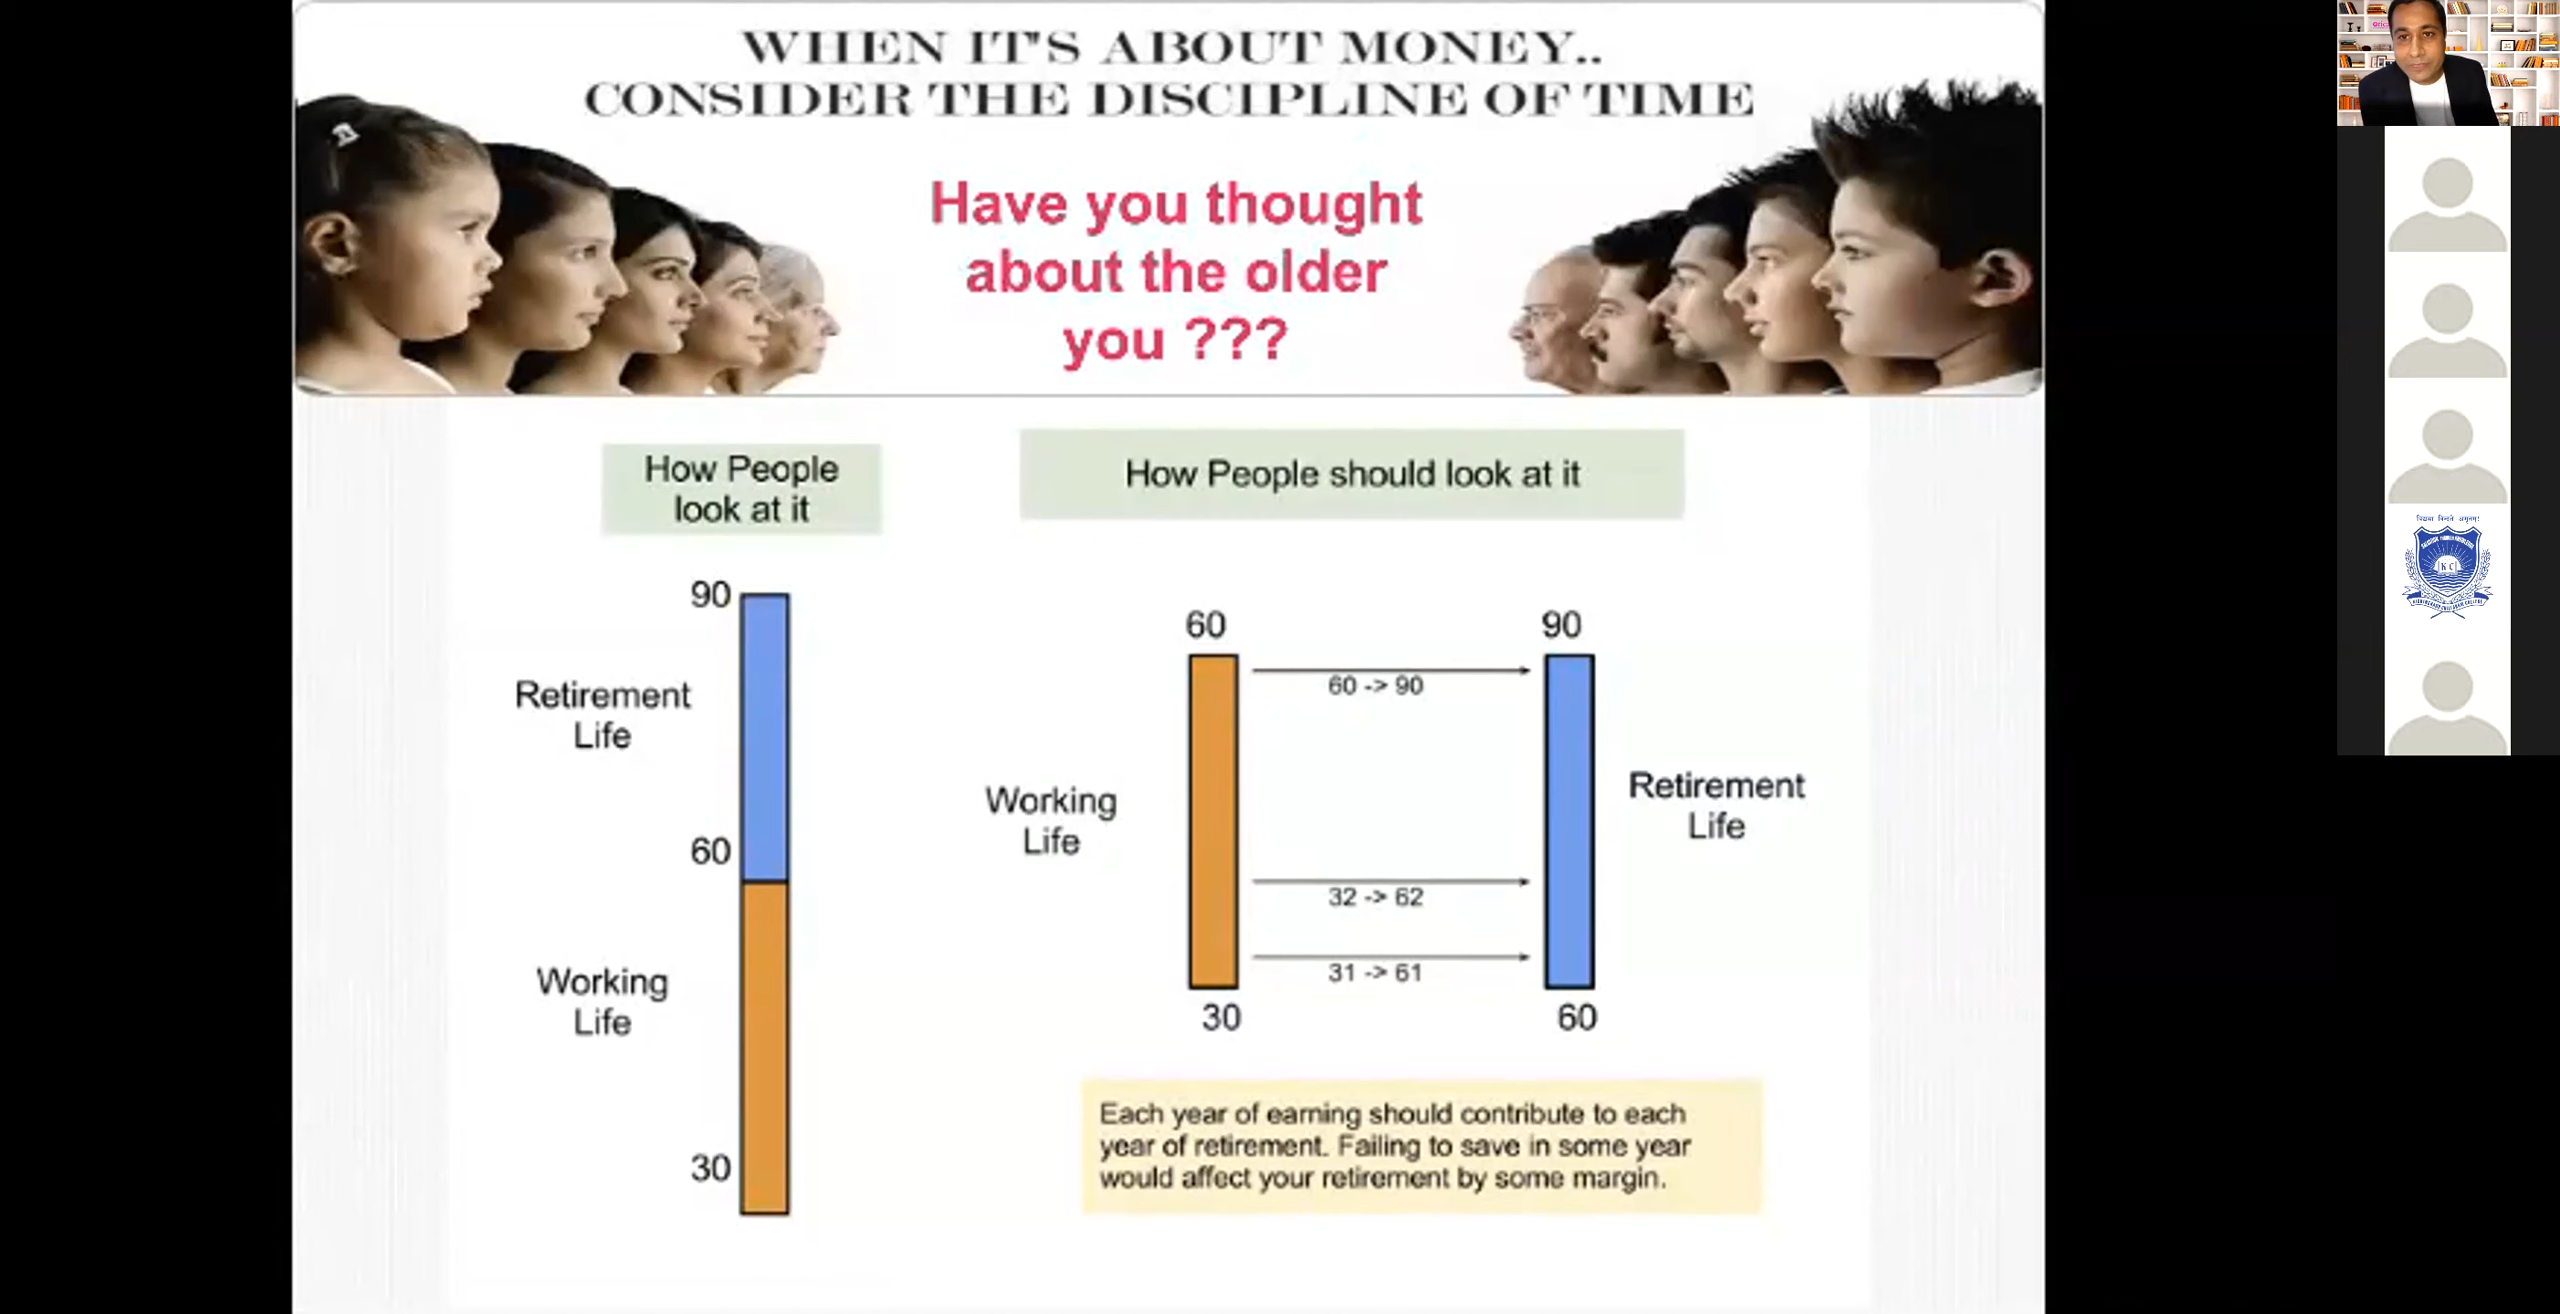 WHEN IT'S ABOUT MONEY..
CONSIDER THE DISCIPLINE OF TIME
Have you thought
about the older
you ???
How People
look at it
How People should look at it
90
Retirement
Life
60
Working
Life
30
60
90
60 -> 90
Working
Life
Retirement
Life
32 -> 62
31 -> 61
30
60
Each year of earning should contribute to each
year of retirement. Failing to save in some year
would affect your retirement by some margin.
K C